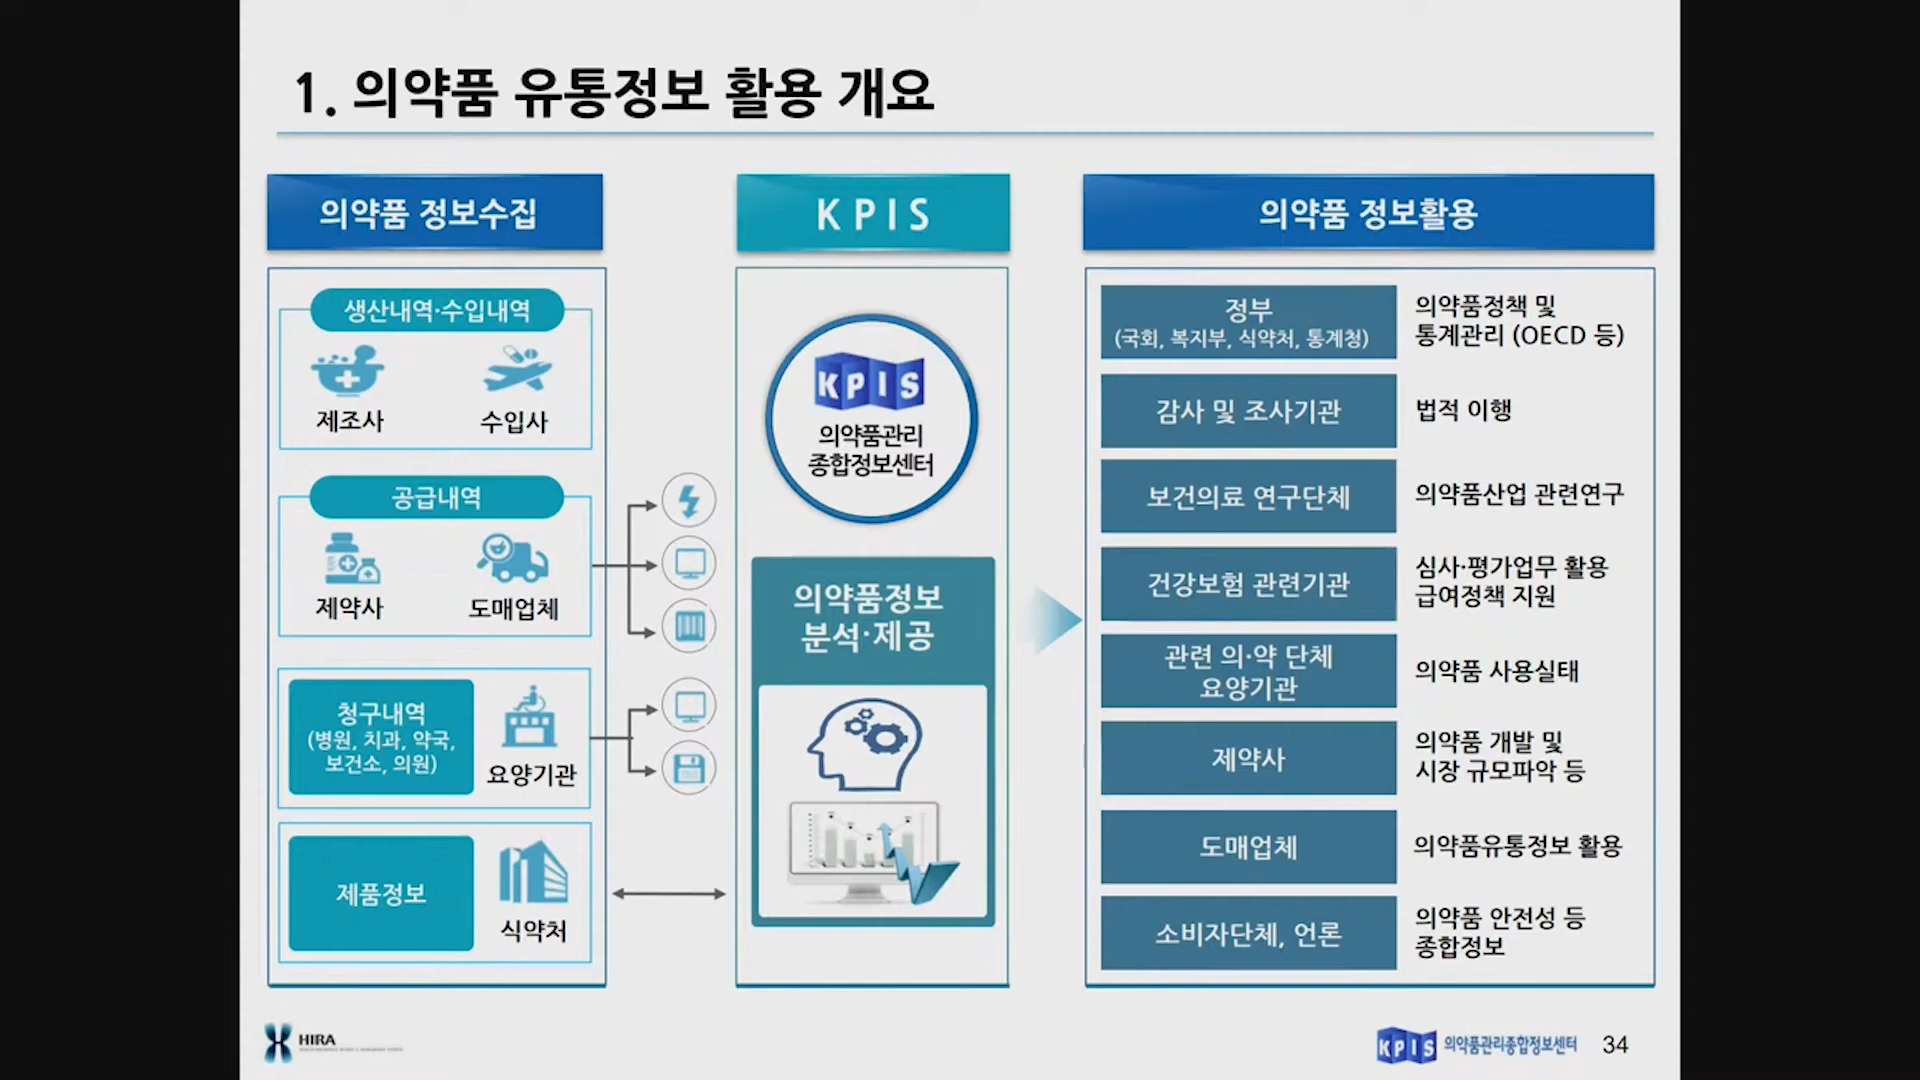 1. 의약품 유통정보 활용 개요
의약품 정보수집
생산내역·수입내역
제조사
수입사
공급내역
제약사
도매업체
청구내역
(병원, 치과, 약국,
보건소, 의원)
요양기관
제품정보
식약처
KPIS
KPIS
의약품관리
종합정보센터
의약품정보
분석·제공
의약품 정보활용
정부
(국회, 복지부, 식약처, 통계청)
의약품정책 및
통계관리 (OECD 등)
감사 및 조사기관
법적 이행
보건의료 연구단체
의약품산업 관련연구
건강보험 관련기관
심사·평가업무 활용
급여정책 지원
관련 의·약 단체
요양기관
의약품 사용실태
제약사
의약품 개발 및
시장 규모파악 등
도매업체
의약품유통정보 활용
소비자단체, 언론
의약품 안전성 등
종합정보
HIRA
KPIS 의약품관리종합정보센터
34